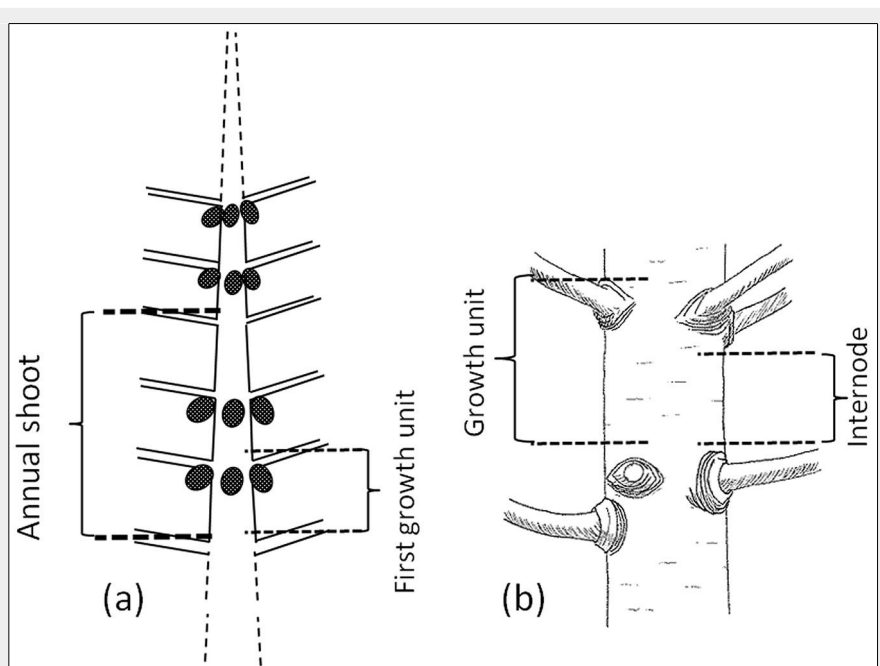 Annual shoot
First growth unit
(a)
Growth unit
Internode
(b)